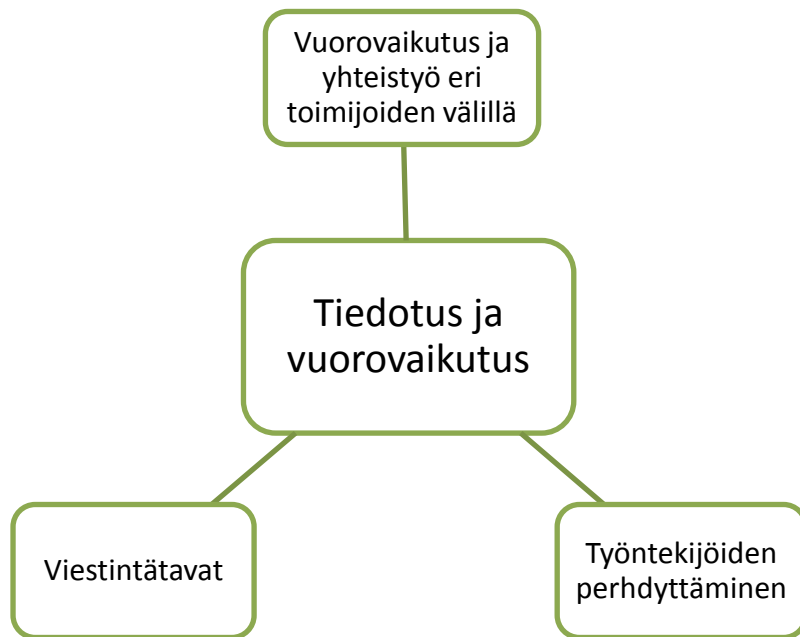 Vuorovaikutus ja
yhteistyö eri
toimijoiden välillä
Tiedotus ja
vuorovaikutus
Viestintätavat
Työntekijöiden
perhdyttäminen